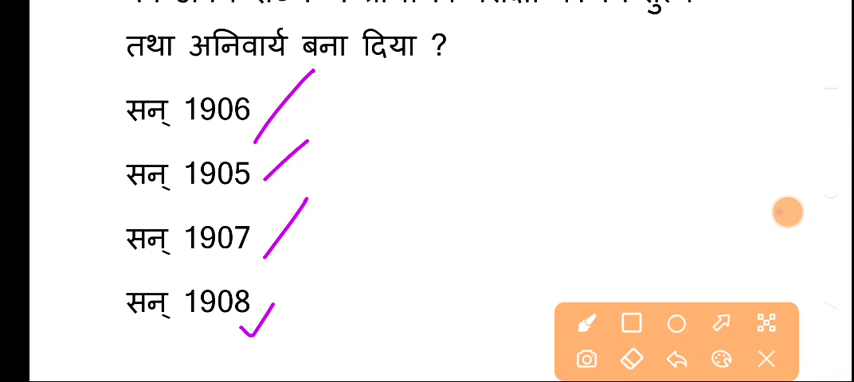 तथा अनिवार्य बना दिया ?
सन् 1906
सन् 1905
सन् 1907
सन् 1908